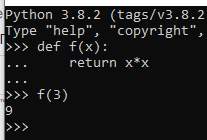 Python 3.8.2 (tags/v3.8.2
Type "help", "copyright",
>>> def f(x):
...     return x*x
...
>>> f(3)
9
>>>